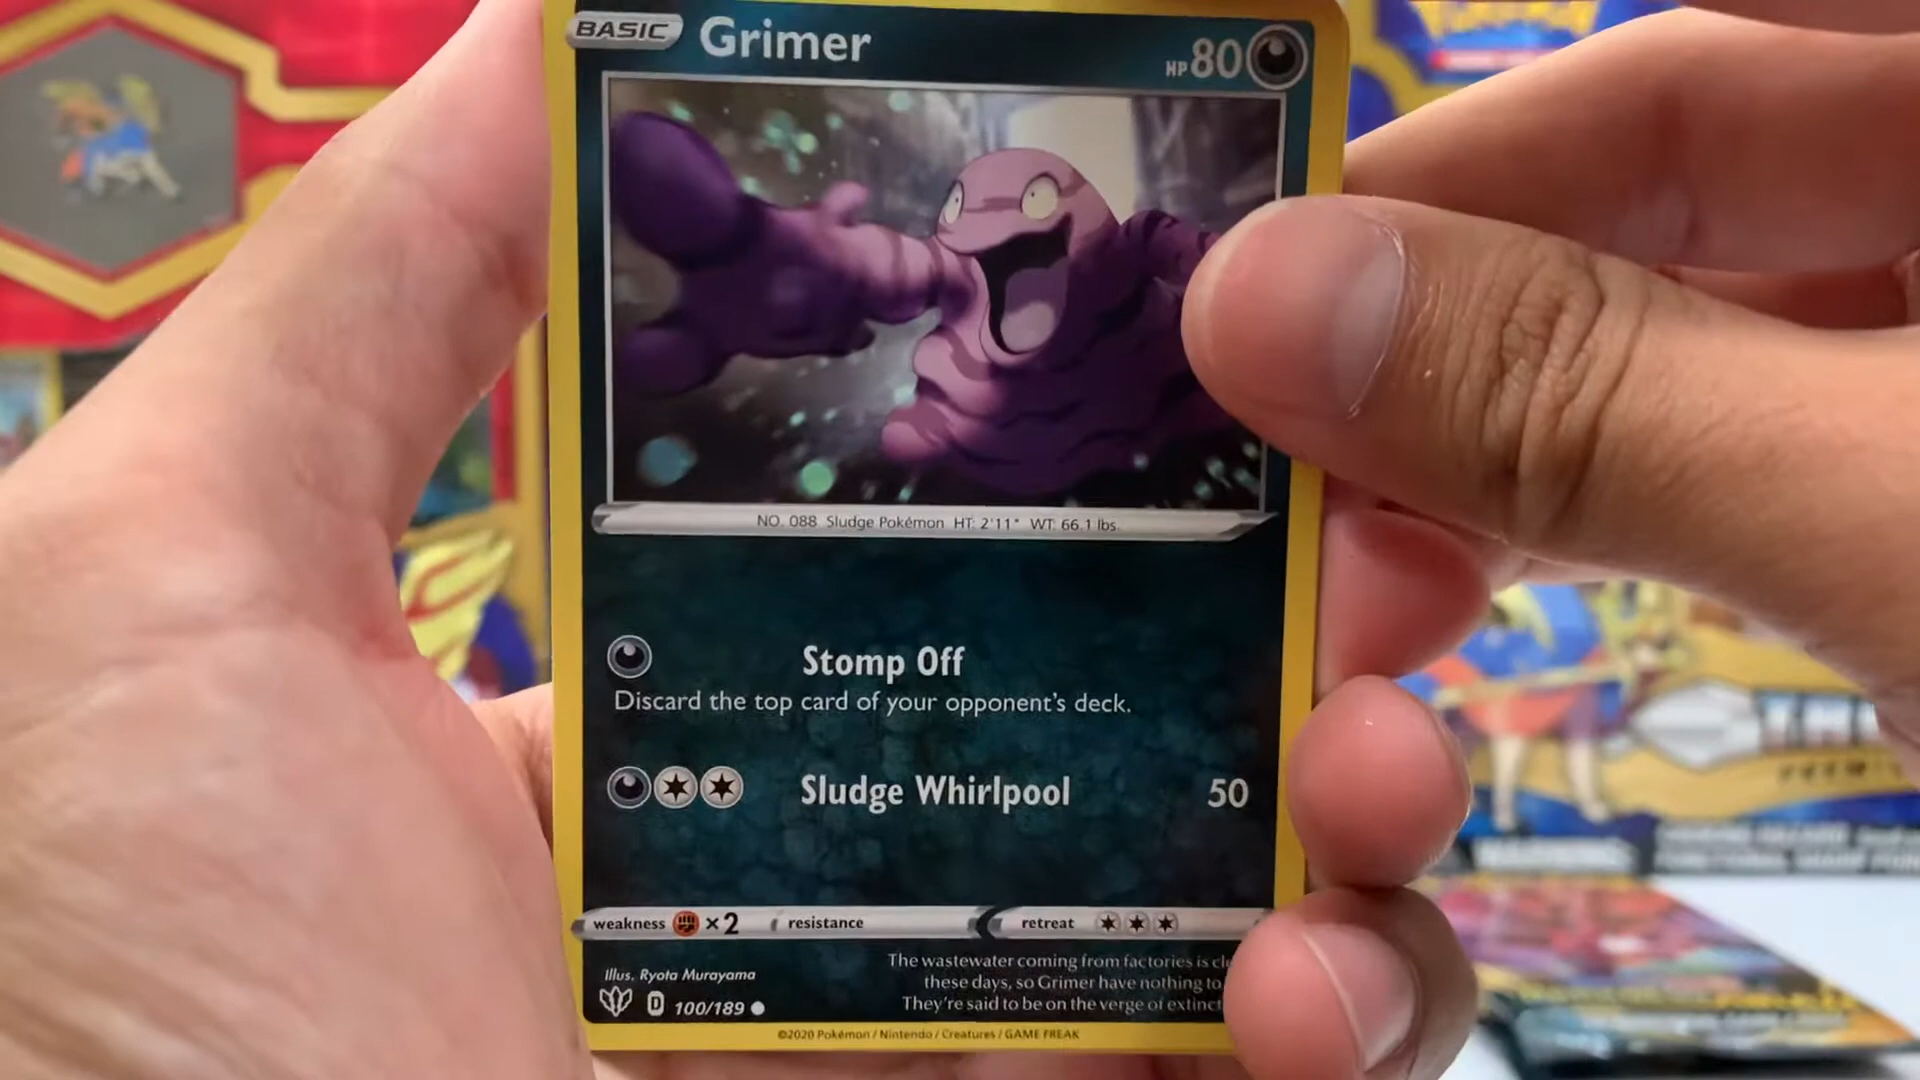 BASIC Grimer HP 80
NO. 088 Sludge Pokémon HT: 2'11" WT: 66.1 lbs.
Stomp Off
Discard the top card of your opponent's deck.
Sludge Whirlpool 50
weakness ×2 resistance retreat
Illus. Ryota Murayama
The wastewater coming from factories is
these days, so Grimer have nothing to
They're said to be on the verge of
D 100/189
©2020 Pokémon / Nintendo / Creatures / GAME FREAK